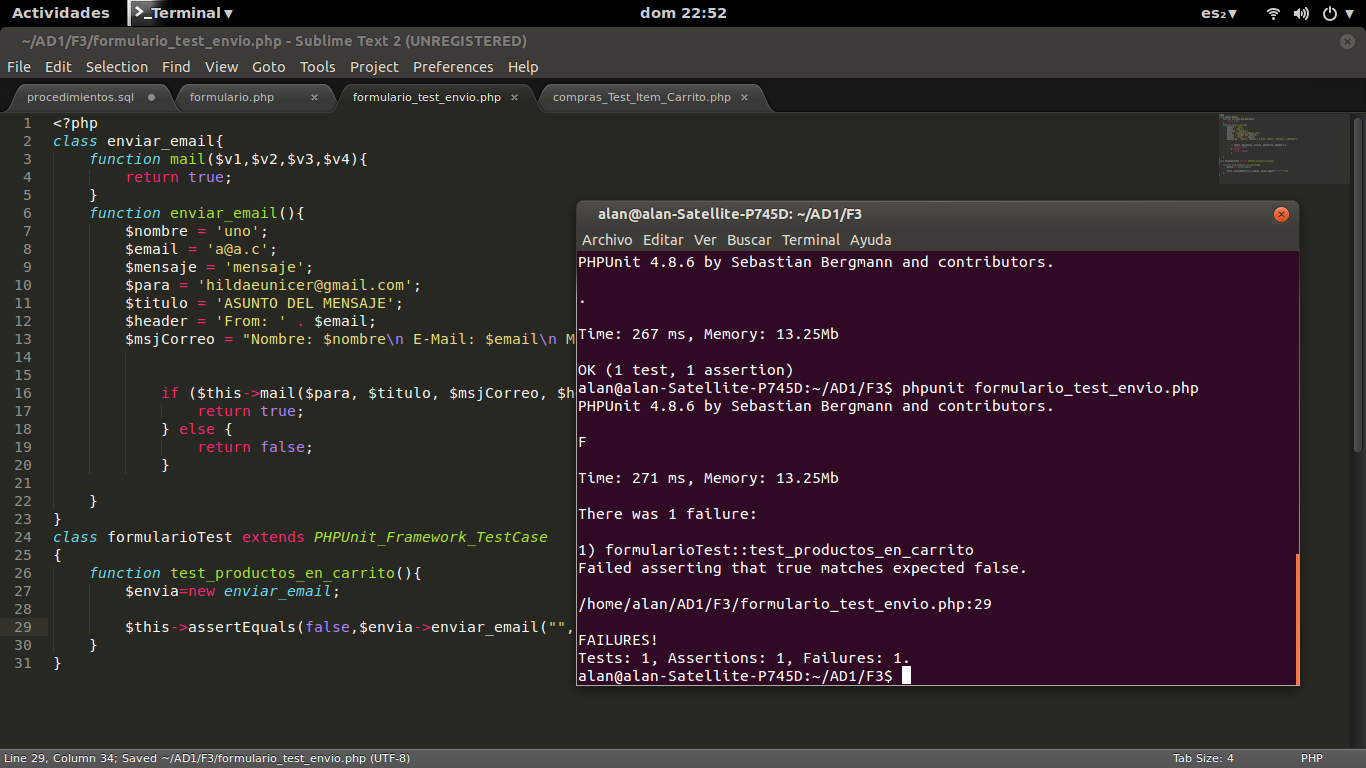 Actividades Terminal dom 22:52 es₂
~/AD1/F3/formulario_test_envio.php - Sublime Text 2 (UNREGISTERED)
File Edit Selection Find View Goto Tools Project Preferences Help
procedimientos.sql formulario.php × formulario_test_envio.php × compras_Test_Item_Carrito.php ×
1 <?php
2 class enviar_email{
3 function mail($v1,$v2,$v3,$v4){
4 return true;
5 }
6 function enviar_email(){
7 $nombre = 'uno';
8 $email = 'a@a.c';
9 $mensaje = 'mensaje';
10 $para = 'hildaeunicer@gmail.com';
11 $titulo = 'ASUNTO DEL MENSAJE';
12 $header = 'From: ' . $email;
13 $msjCorreo = "Nombre: $nombre\n E-Mail: $email\n M
14
15
16 if ($this->mail($para, $titulo, $msjCorreo, $h
17 return true;
18 } else {
19 return false;
20 }
21
22 }
23 }
24 class formularioTest extends PHPUnit_Framework_TestCase
25 {
26 function test_productos_en_carrito(){
27 $envia=new enviar_email;
28
29 $this->assertEquals(false,$envia->enviar_email("",
30 }
31 }
alan@alan-Satellite-P745D: ~/AD1/F3
Archivo Editar Ver Buscar Terminal Ayuda
PHPUnit 4.8.6 by Sebastian Bergmann and contributors.
.
Time: 267 ms, Memory: 13.25Mb
OK (1 test, 1 assertion)
alan@alan-Satellite-P745D:~/AD1/F3$ phpunit formulario_test_envio.php
PHPUnit 4.8.6 by Sebastian Bergmann and contributors.
F
Time: 271 ms, Memory: 13.25Mb
There was 1 failure:
1) formularioTest::test_productos_en_carrito
Failed asserting that true matches expected false.
/home/alan/AD1/F3/formulario_test_envio.php:29
FAILURES!
Tests: 1, Assertions: 1, Failures: 1.
alan@alan-Satellite-P745D:~/AD1/F3$
Line 29, Column 34; Saved ~/AD1/F3/formulario_test_envio.php (UTF-8) Tab Size: 4 PHP